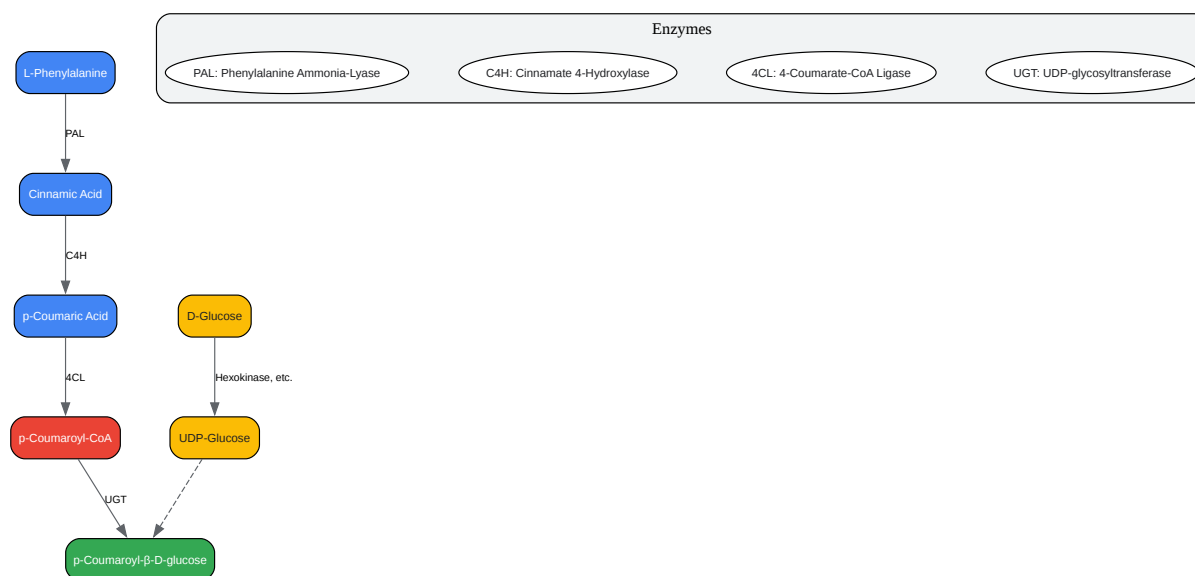 Enzymes
L-Phenylalanine
PAL: Phenylalanine Ammonia-Lyase
C4H: Cinnamate 4-Hydroxylase
4CL: 4-Coumarate-CoA Ligase
UGT: UDP-glycosyltransferase
PAL
Cinnamic Acid
C4H
p-Coumaric Acid
D-Glucose
4CL
Hexokinase, etc.
p-Coumaroyl-CoA
UDP-Glucose
UGT
p-Coumaroyl-β-D-glucose